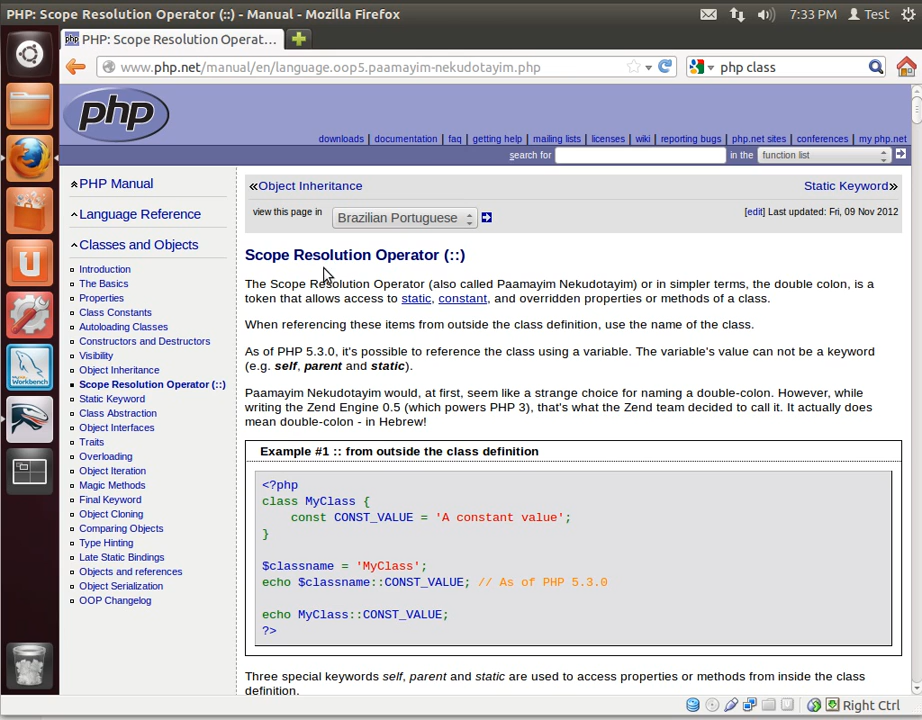 PHP: Scope Resolution Operator (::) - Manual - Mozilla Firefox
7:33 PM Test
PHP: Scope Resolution Operat...
www.php.net/manual/en/language.oop5.paamayim-nekudotayim.php
php class
php
downloads | documentation | faq | getting help | mailing lists | licenses | wiki | reporting bugs | php.net sites | conferences | my php.net
search for in the function list
PHP Manual
Language Reference
Classes and Objects
Introduction
The Basics
Properties
Class Constants
Autoloading Classes
Constructors and Destructors
Visibility
Object Inheritance
Scope Resolution Operator (::)
Static Keyword
Class Abstraction
Object Interfaces
Traits
Overloading
Object Iteration
Magic Methods
Final Keyword
Object Cloning
Comparing Objects
Type Hinting
Late Static Bindings
Objects and references
Object Serialization
OOP Changelog
«Object Inheritance
Static Keyword»
view this page in Brazilian Portuguese
[edit] Last updated: Fri, 09 Nov 2012
Scope Resolution Operator (::)
The Scope Resolution Operator (also called Paamayim Nekudotayim) or in simpler terms, the double colon, is a
token that allows access to static, constant, and overridden properties or methods of a class.
When referencing these items from outside the class definition, use the name of the class.
As of PHP 5.3.0, it's possible to reference the class using a variable. The variable's value can not be a keyword
(e.g. self, parent and static).
Paamayim Nekudotayim would, at first, seem like a strange choice for naming a double-colon. However, while
writing the Zend Engine 0.5 (which powers PHP 3), that's what the Zend team decided to call it. It actually does
mean double-colon - in Hebrew!
Example #1 :: from outside the class definition
<?php
class MyClass {
const CONST_VALUE = 'A constant value';
}
$classname = 'MyClass';
echo $classname::CONST_VALUE; // As of PHP 5.3.0
echo MyClass::CONST_VALUE;
?>
Three special keywords self, parent and static are used to access properties or methods from inside the class
definition.
MySQL
Workbench
Right Ctrl